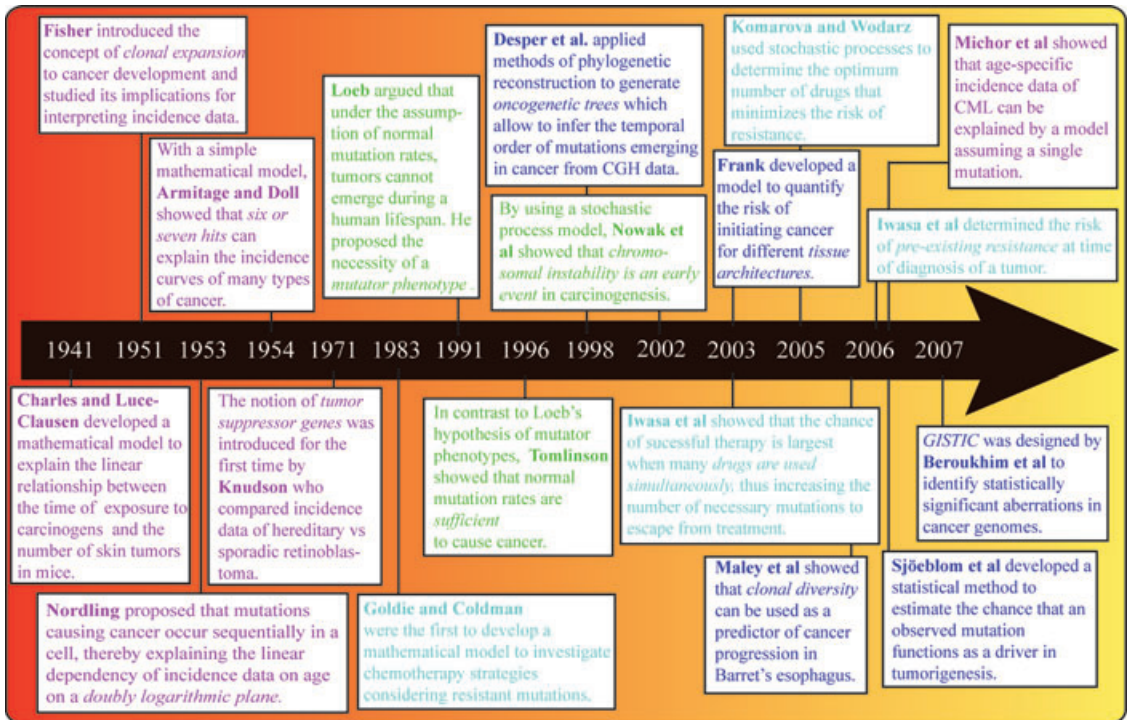 Fisher introduced the
concept of clonal expansion
to cancer development and
studied its implications for
interpreting incidence data.
With a simple
mathematical model,
Armitage and Doll
showed that six or
seven hits can
explain the incidence
curves of many types
of cancer.
Loeb argued that
under the assump-
tion of normal
mutation rates,
tumors cannot
emerge during a
human lifespan. He
proposed the
necessity of a
mutator phenotype .
Desper et al. applied
methods of phylogenetic
reconstruction to generate
oncogenetic trees which
allow to infer the temporal
order of mutations emerging
in cancer from CGH data.
By using a stochastic
process model, Nowak et
al showed that chromo-
somal instability is an early
event in carcinogenesis.
Komarova and Wodarz
used stochastic processes to
determine the optimum
number of drugs that
minimizes the risk of
resistance.
Frank developed a
model to quantify
the risk of
initiating cancer
for different tissue
architectures.
Michor et al showed
that age-specific
incidence data of
CML can be
explained by a model
assuming a single
mutation.
Iwasa et al determined the risk
of pre-existing resistance at time
of diagnosis of a tumor.
1941 1951 1953 1954 1971 1983 1991 1996 1998 2002 2003 2005 2006 2007
Charles and Luce-
Clausen developed a
mathematical model to
explain the linear
relationship between
the time of exposure to
carcinogens and the
number of skin tumors
in mice.
The notion of tumor
suppressor genes was
introduced for the
first time by
Knudson who
compared incidence
data of hereditary vs
sporadic retinoblas-
toma.
Nordling proposed that mutations
causing cancer occur sequentially in a
cell, thereby explaining the linear
dependency of incidence data on age
on a doubly logarithmic plane.
Goldie and Coldman
were the first to develop a
mathematical model to investigate
chemotherapy strategies
considering resistant mutations.
In contrast to Loeb's
hypothesis of mutator
phenotypes, Tomlinson
showed that normal
mutation rates are
sufficient
to cause cancer.
Iwasa et al showed that the chance
of sucessful therapy is largest
when many drugs are used
simultaneously, thus increasing the
number of necessary mutations to
escape from treatment.
Maley et al showed
that clonal diversity
can be used as a
predictor of cancer
progression in
Barret's esophagus.
GISTIC was designed by
Beroukhim et al to
identify statistically
significant aberrations in
cancer genomes.
Sjöeblom et al developed a
statistical method to
estimate the chance that an
observed mutation
functions as a driver in
tumorigenesis.